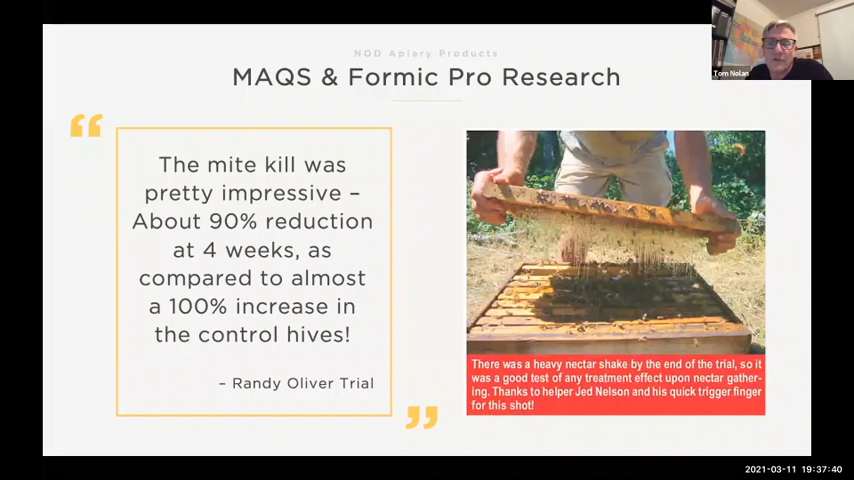 NOD Apiary Products
MAQS & Formic Pro Research
“
The mite kill was
pretty impressive –
About 90% reduction
at 4 weeks, as
compared to almost
a 100% increase in
the control hives!
– Randy Oliver Trial
”
There was a heavy nectar shake by the end of the trial, so it
was a good test of any treatment effect upon nectar gather-
ing. Thanks to helper Jed Nelson and his quick trigger finger
for this shot!
Tom Nolan
2021-03-11 19:37:40